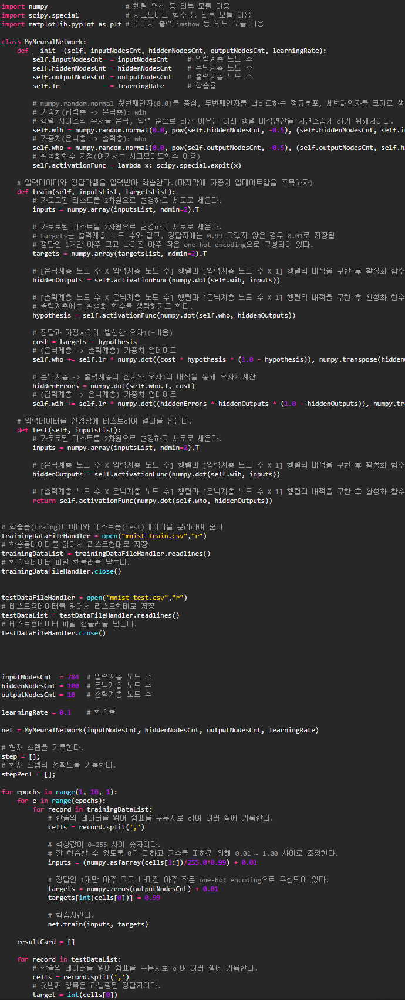 import numpy # 행렬 연산 등 외부 모듈 이용
import scipy.special # 시그모이드 함수 등 외부 모듈 이용
import matplotlib.pyplot as plt # 이미지 출력 imshow 등 외부 모듈 이용
class MyNeuralNetwork:
def __init__(self, inputNodesCnt, hiddenNodesCnt, outputNodesCnt, learningRate):
self.inputNodesCnt = inputNodesCnt # 입력계층 노드 수
self.hiddenNodesCnt = hiddenNodesCnt # 은닉계층 노드 수
self.outputNodesCnt = outputNodesCnt # 출력계층 노드 수
self.lr = learningRate # 학습률
# numpy.random.normal 첫번째인자(0.0)를 중심, 두번째인자를 너비로하는 정규분포, 세번째인자를 크기로 생
# 가중치(입력층 -> 은닉층): wih
# 행렬 사이즈의 순서를 은닉, 입력 순으로 바꾼 이유는 아래 행렬 내적연산을 자연스럽게 하기 위해서이다.
self.wih = numpy.random.normal(0.0, pow(self.hiddenNodesCnt, -0.5), (self.hiddenNodesCnt, self.i
# 가중치(은닉층 -> 출력층): who
self.who = numpy.random.normal(0.0, pow(self.outputNodesCnt, -0.5), (self.outputNodesCnt, self.h
# 활성화함수 지정(여기서는 시그모이드함수 이용)
self.activationFunc = lambda x: scipy.special.expit(x)
# 입력데이터와 정답라벨을 입력받아 학습한다.(마지막에 가중치 업데이트함을 주목하자)
def train(self, inputsList, targetsList):
# 가로로된 리스트를 2차원으로 변경하고 세로로 세운다.
inputs = numpy.array(inputsList, ndmin=2).T
# 가로로된 리스트를 2차원으로 변경하고 세로로 세운다.
# targets는 출력계층 노드 수와 같고, 정답지에는 0.99 그렇지 않은 경우 0.01로 저장됨
# 정답인 1개만 아주 크고 나머진 아주 작은 one-hot encoding으로 구성되어 있다.
targets = numpy.array(targetsList, ndmin=2).T
# [은닉계층 노드 수 X 입력계층 노드 수] 행렬과 [입력계층 노드 수 X 1] 행렬의 내적을 구한 후 활성화 함수
hiddenOutputs = self.activationFunc(numpy.dot(self.wih, inputs))
# [출력계층 노드 수 X 은닉계층 노드 수] 행렬과 [은닉계층 노드 수 X 1] 행렬의 내적을 구한 후 활성화 함수
# 출력계층에는 활성화 함수를 생략하기도 한다.
hypothesis = self.activationFunc(numpy.dot(self.who, hiddenOutputs))
# 정답과 가정사이에 발생한 오차1(=비용)
cost = targets - hypothesis
# (은닉계층 -> 출력계층) 가중치 업데이트
self.who += self.lr * numpy.dot((cost * hypothesis * (1.0 - hypothesis)), numpy.transpose(hidden
# 은닉계층 -> 출력계층의 전치와 오차1의 내적을 통해 오차2 계산
hiddenErrors = numpy.dot(self.who.T, cost)
# (입력계층 -> 은닉계층) 가중치 업데이트
self.wih += self.lr * numpy.dot((hiddenErrors * hiddenOutputs * (1.0 - hiddenOutputs)), numpy.tr
# 입력데이터를 신경망에 테스트하여 결과를 얻는다.
def test(self, inputsList):
# 가로로된 리스트를 2차원으로 변경하고 세로로 세운다.
inputs = numpy.array(inputsList, ndmin=2).T
# [은닉계층 노드 수 X 입력계층 노드 수] 행렬과 [입력계층 노드 수 X 1] 행렬의 내적을 구한 후 활성화 함수
hiddenOutputs = self.activationFunc(numpy.dot(self.wih, inputs))
# [출력계층 노드 수 X 은닉계층 노드 수] 행렬과 [은닉계층 노드 수 X 1] 행렬의 내적을 구한 후 활성화 함수
return self.activationFunc(numpy.dot(self.who, hiddenOutputs))
# 학습용(traing)데이터와 테스트용(test)데이터를 분리하여 준비
trainingDataFileHandler = open("mnist_train.csv","r")
# 학습용데이터를 읽어서 리스트형태로 저장
trainingDataList = trainingDataFileHandler.readlines()
# 학습용데이터 파일 핸들러를 닫는다.
trainingDataFileHandler.close()
testDataFileHandler = open("mnist_test.csv","r")
# 테스트용데이터를 읽어서 리스트형태로 저장
testDataList = testDataFileHandler.readlines()
# 테스트용데이터 파일 핸들러를 닫는다.
testDataFileHandler.close()
inputNodesCnt = 784 # 입력계층 노드 수
hiddenNodesCnt = 100 # 은닉계층 노드 수
outputNodesCnt = 10 # 출력계층 노드 수
learningRate = 0.1 # 학습률
net = MyNeuralNetwork(inputNodesCnt, hiddenNodesCnt, outputNodesCnt, learningRate)
# 현재 스텝을 기록한다.
step = [];
# 현재 스텝의 정확도를 기록한다.
stepPerf = [];
for epochs in range(1, 10, 1):
for e in range(epochs):
for record in trainingDataList:
# 한줄의 데이터를 읽어 쉼표를 구분자로 하여 여러 셀에 기록한다.
cells = record.split(',')
# 색상값이 0~255 사이 숫자이다.
# 잘 학습할 수 있도록 0은 피하고 큰수를 피하기 위해 0.01 ~ 1.00 사이로 조정한다.
inputs = (numpy.asfarray(cells[1:])/255.0*0.99) + 0.01
# 정답인 1개만 아주 크고 나머진 아주 작은 one-hot encoding으로 구성되어 있다.
targets = numpy.zeros(outputNodesCnt) + 0.01
targets[int(cells[0])] = 0.99
# 학습시킨다.
net.train(inputs, targets)
resultCard = []
for record in testDataList:
# 한줄의 데이터를 읽어 쉼표를 구분자로 하여 여러 셀에 기록한다.
cells = record.split(',')
# 첫번째 항목은 라벨링된 정답지이다.
target = int(cells[0])